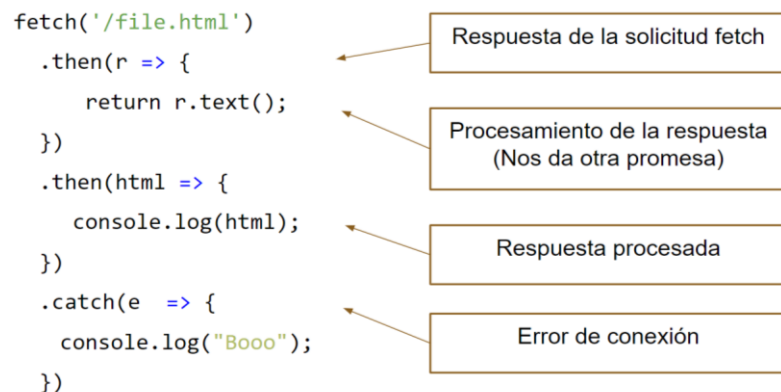 fetch('/file.html')
.then(r => {
return r.text();
})
.then(html => {
console.log(html);
})
.catch(e  => {
console.log("Booo");
})
Respuesta de la solicitud fetch
Procesamiento de la respuesta
(Nos da otra promesa)
Respuesta procesada
Error de conexión